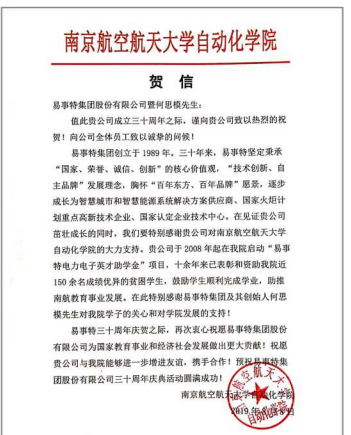 南京航空航天大学自动化学院
贺 信
易事特集团股份有限公司暨何思模先生:
值此贵公司成立三十周年之际,谨向贵公司致以热烈的祝
贺!向公司全体员工致以诚挚的问候!
易事特集团创立于 1989 年。三十年来,易事特坚定秉承
“国家、荣誉、诚信、创新”的核心价值观,“技术创新、自
主品牌”发展理念,胸怀“百年东方、百年品牌”愿景,逐步
成长为智慧城市和智慧能源系统解决方案供应商、国家火炬计
划重点高新技术企业、国家认定企业技术中心。在见证贵公司
茁壮成长的同时,我们要特别感谢贵公司对南京航空航天大学
自动化学院的大力支持。贵公司于 2008 年起在我院启动“易事
特电力电子英才助学金”项目,十余年来已表彰和资助我院近
150 余名成绩优异的贫困学生,鼓励学生顺利完成学业,助推
南航教育事业发展。在此特别感谢易事特集团及其创始人何思
模先生对我院学子的关心和对学院发展的支持!
易事特三十周年庆贺之际,再次衷心祝愿易事特集团股份
有限公司为国家教育事业和经济社会发展做出更大贡献!祝愿
贵公司与我院能够进一步增进友谊,携手合作!预祝易事特集
团股份有限公司三十周年庆典活动圆满成功!
南京航空航天大学自动化学院
2019 年 6月8日